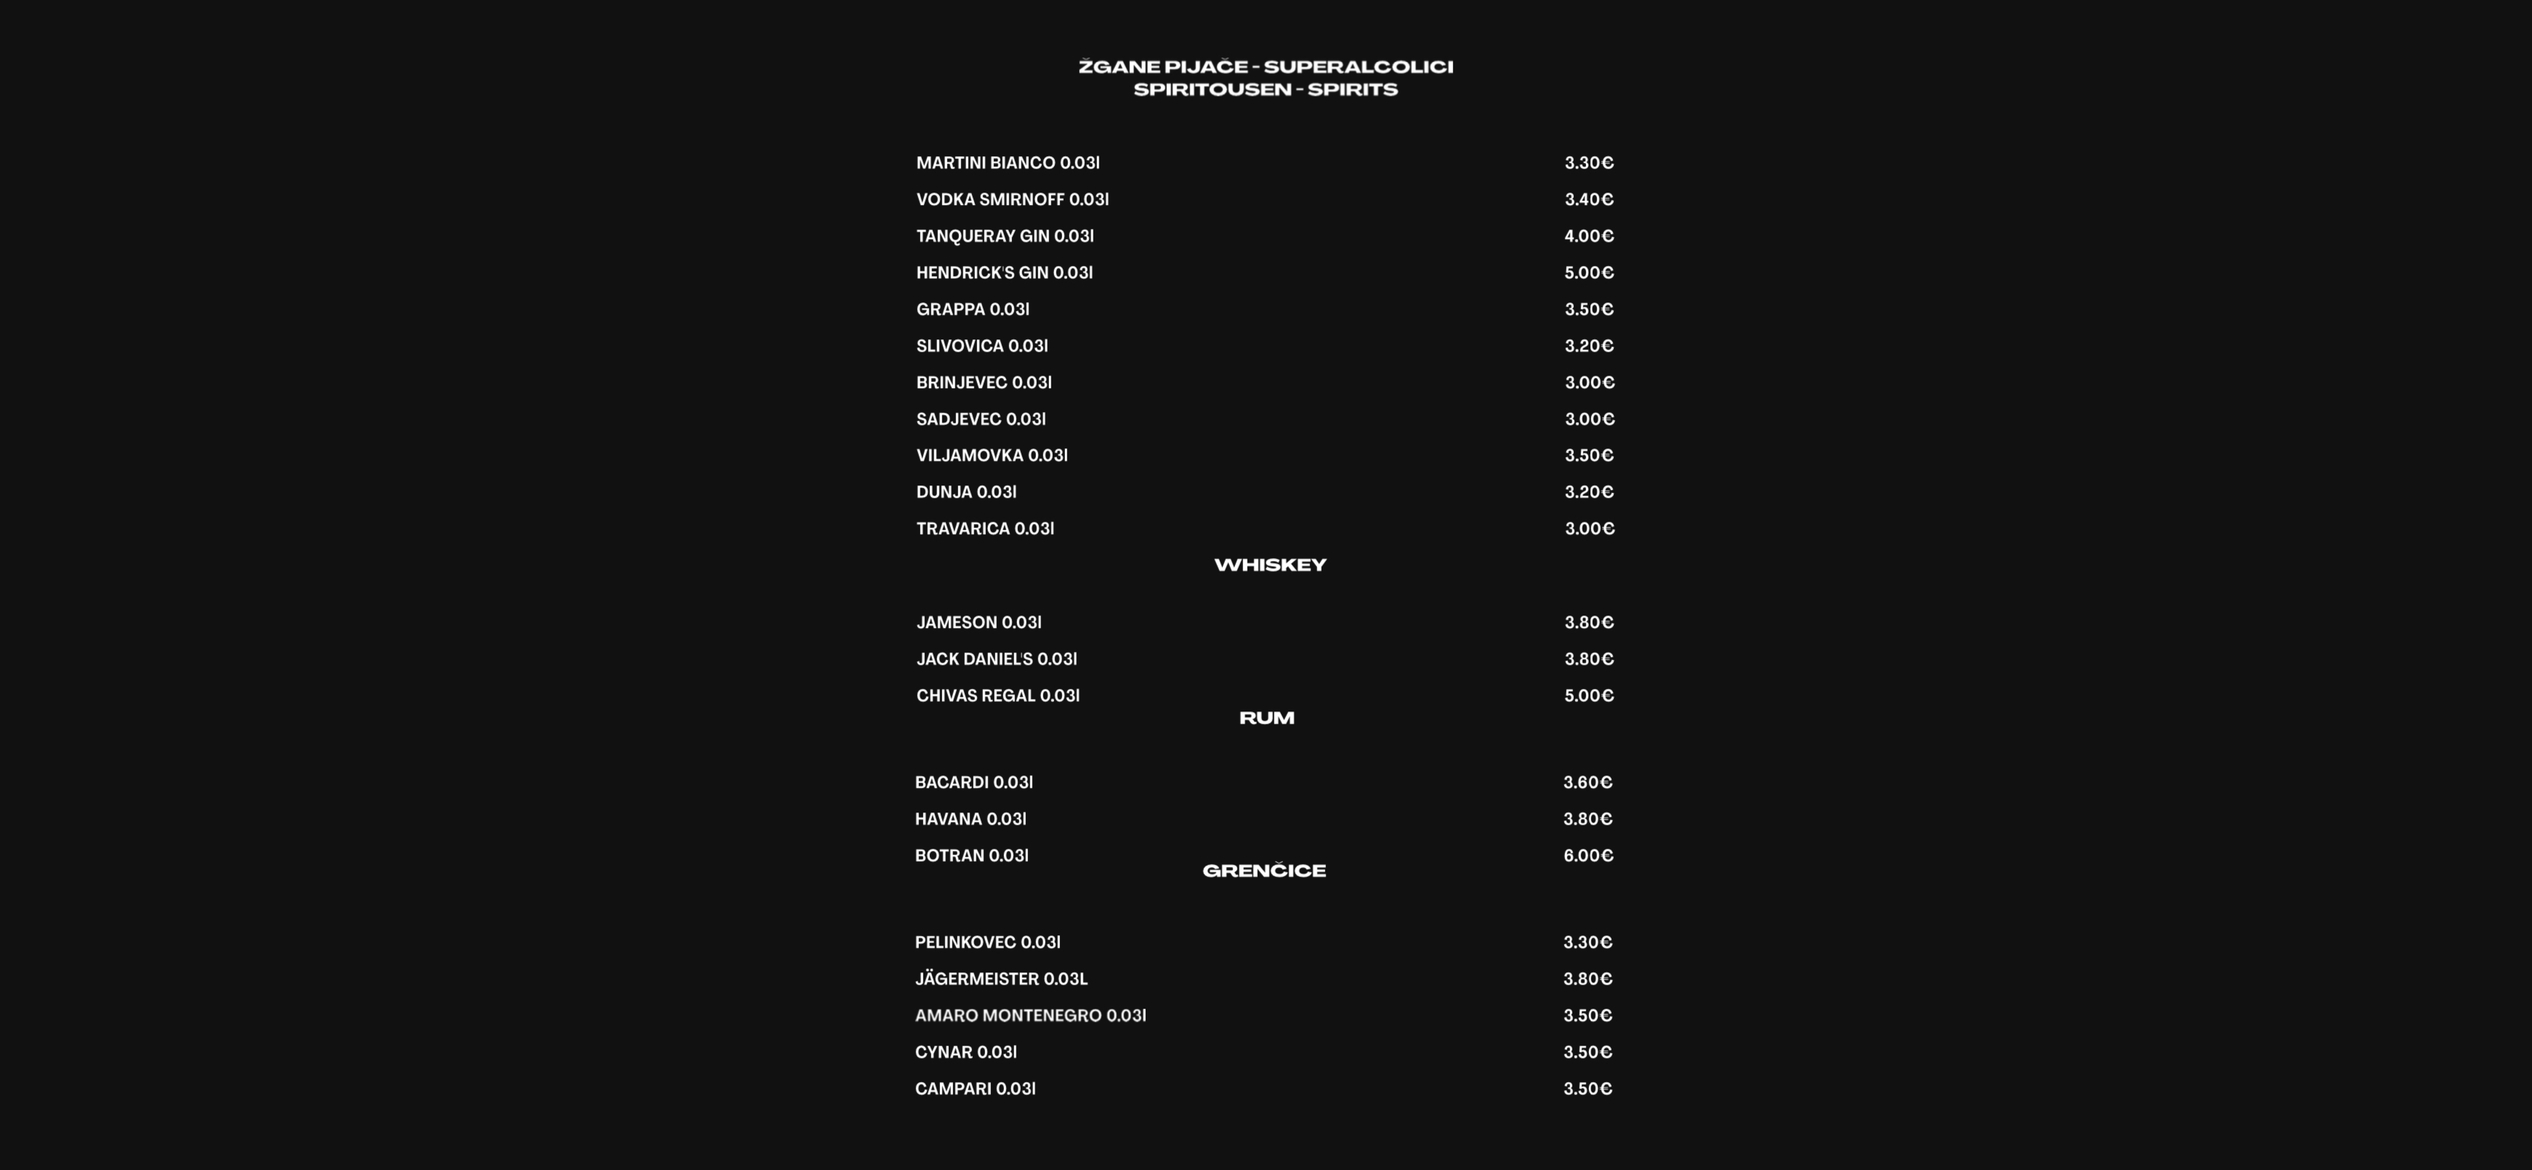 ŽGANE PIJAČE - SUPERALCOLICI
SPIRITOUSEN - SPIRITS
MARTINI BIANCO 0.03l 3.30€
VODKA SMIRNOFF 0.03l 3.40€
TANQUERAY GIN 0.03l 4.00€
HENDRICK'S GIN 0.03l 5.00€
GRAPPA 0.03l 3.50€
SLIVOVICA 0.03l 3.20€
BRINJEVEC 0.03l 3.00€
SADJEVEC 0.03l 3.00€
VILJAMOVKA 0.03l 3.50€
DUNJA 0.03l 3.20€
TRAVARICA 0.03l 3.00€
WHISKEY
JAMESON 0.03l 3.80€
JACK DANIEL'S 0.03l 3.80€
CHIVAS REGAL 0.03l 5.00€
RUM
BACARDI 0.03l 3.60€
HAVANA 0.03l 3.80€
BOTRAN 0.03l 6.00€
GRENČICE
PELINKOVEC 0.03l 3.30€
JÄGERMEISTER 0.03L 3.80€
AMARO MONTENEGRO 0.03l 3.50€
CYNAR 0.03l 3.50€
CAMPARI 0.03l 3.50€